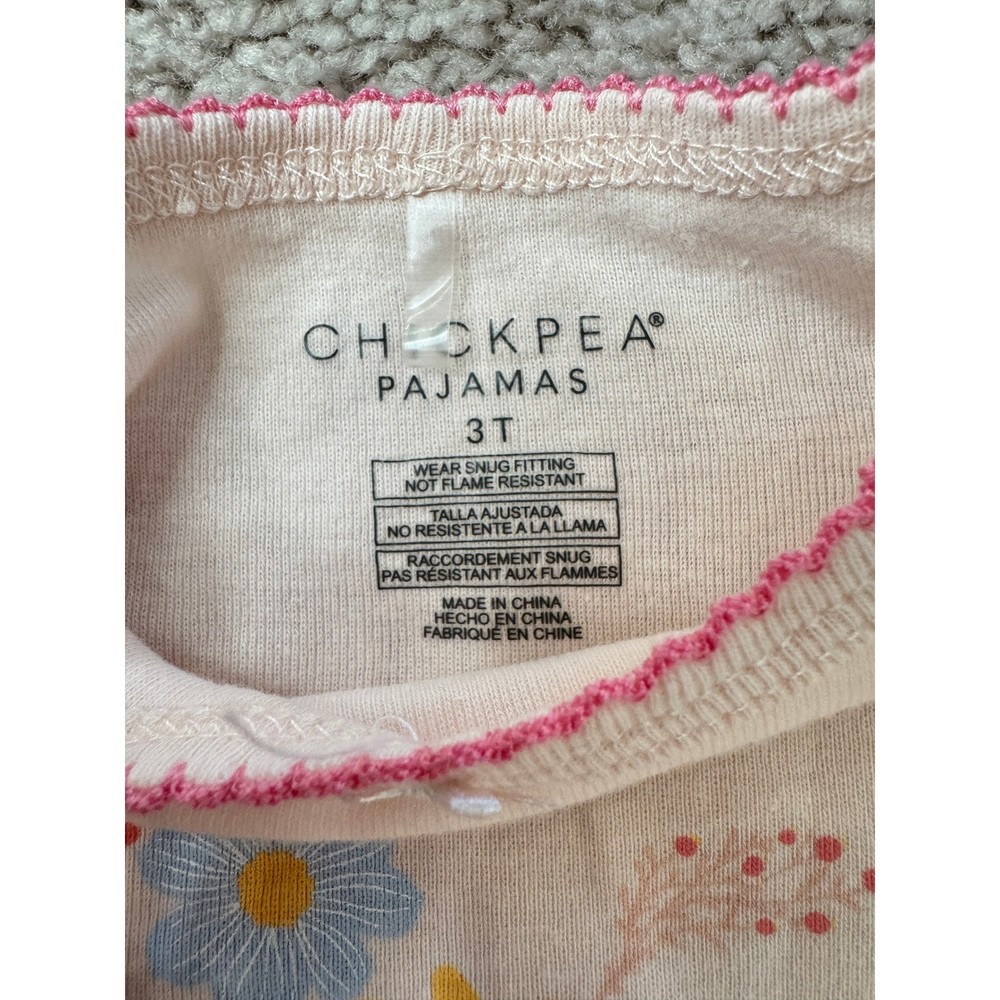 CHICKPEA®
PAJAMAS
3T
WEAR SNUG FITTING
NOT FLAME RESISTANT
TALLA AJUSTADA
NO RESISTENTE A LA LLAMA
RACCORDEMENT SNUG
PAS RÉSISTANT AUX FLAMMES
MADE IN CHINA
HECHO EN CHINA
FABRIQUÉ EN CHINE